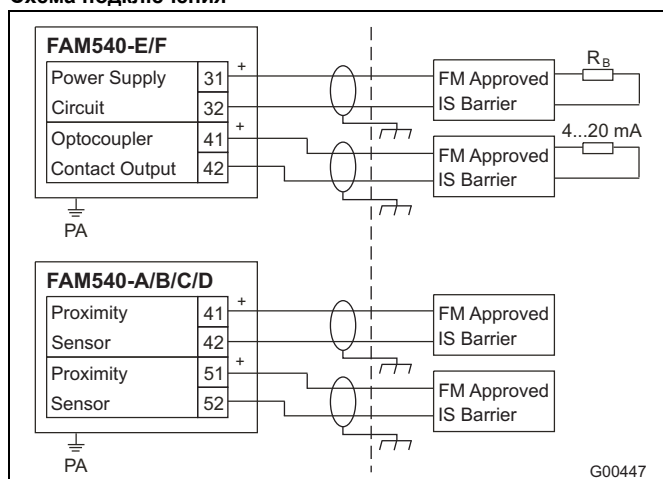 Схема подключения
FAM540-E/F
Power Supply 31 +
Circuit 32
Optocoupler 41 +
Contact Output 42
PA
FM Approved
IS Barrier
R B
FM Approved
IS Barrier
4...20 mA
FAM540-A/B/C/D
Proximity 41 +
Sensor 42
Proximity 51 +
Sensor 52
PA
FM Approved
IS Barrier
FM Approved
IS Barrier
G00447